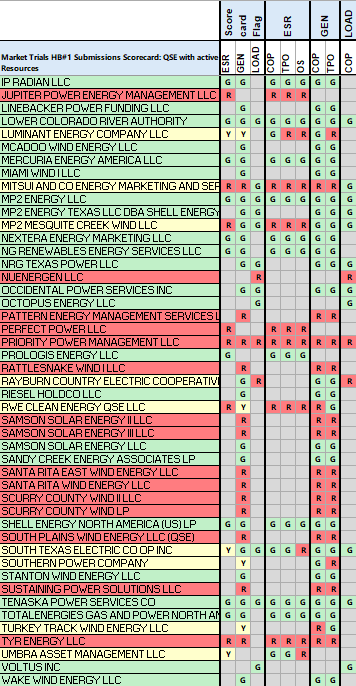 Score card Flag ESR GEN LOAD
Market Trials HB#1 Submissions Scorecard: QSE with active Resources ESR GEN LOAD COP TPO OS COP TPO COP
IP RADIAN LLC G G G
JUPITER POWER ENERGY MANAGEMENT LLC R R R R
LINEBACKER POWER FUNDING LLC G G G
LOWER COLORADO RIVER AUTHORITY G G G G G G G G G
LUMINANT ENERGY COMPANY LLC Y Y G R R G R
MCADOO WIND ENERGY LLC G G G
MERCURIA ENERGY AMERICA LLC G G G G G G G
MIAMI WIND I LLC G G G
MITSUI AND CO ENERGY MARKETING AND SER R R G R R R R R G
MP2 ENERGY LLC G G G G G G G G G
MP2 ENERGY TEXAS LLC DBA SHELL ENERGY G G G G G
MP2 MESQUITE CREEK WIND LLC R G G R R R G G G
NEXTERA ENERGY MARKETING LLC G G G G G G G
NG RENEWABLES ENERGY SERVICES LLC G G G G G G G
NRG TEXAS POWER LLC G G G G G
NUENERGEN LLC R R
OCCIDENTAL POWER SERVICES INC G G G G G
OCTOPUS ENERGY LLC G G
PATTERN ENERGY MANAGEMENT SERVICES L R R R
PERFECT POWER LLC R R R R
PRIORITY POWER MANAGEMENT LLC R R R R R R R R R
PROLOGIS ENERGY LLC G G G G
RATTLESNAKE WIND I LLC R R R
RAYBURN COUNTRY ELECTRIC COOPERATIVI G R G G R
RIESEL HOLDCO LLC G G G
RWE CLEAN ENERGY QSE LLC R Y R R R R G
SAMSON SOLAR ENERGY II LLC R R R
SAMSON SOLAR ENERGY III LLC R R R
SAMSON SOLAR ENERGY LLC G G G
SANDY CREEK ENERGY ASSOCIATES LP G G G
SANTA RITA EAST WIND ENERGY LLC R R R
SANTA RITA WIND ENERGY LLC R R R
SCURRY COUNTY WIND II LLC R R R
SCURRY COUNTY WIND LP R R R
SHELL ENERGY NORTH AMERICA (US) LP G G G G G G G
SOUTH PLAINS WIND ENERGY LLC (QSE) R R R
SOUTH TEXAS ELECTRIC CO OP INC Y G G G G R G G G
SOUTHERN POWER COMPANY Y G R
STANTON WIND ENERGY LLC G G G
SUSTAINING POWER SOLUTIONS LLC R R R
TENASKA POWER SERVICES CO G G G G G G G G G
TOTALENERGIES GAS AND POWER NORTH AN G G G G G G G
TURKEY TRACK WIND ENERGY LLC Y R G
TYR ENERGY LLC R R R R R R R
UMBRA ASSET MANAGEMENT LLC Y G G R
VOLTUS INC G G
WAKE WIND ENERGY LLC G G G